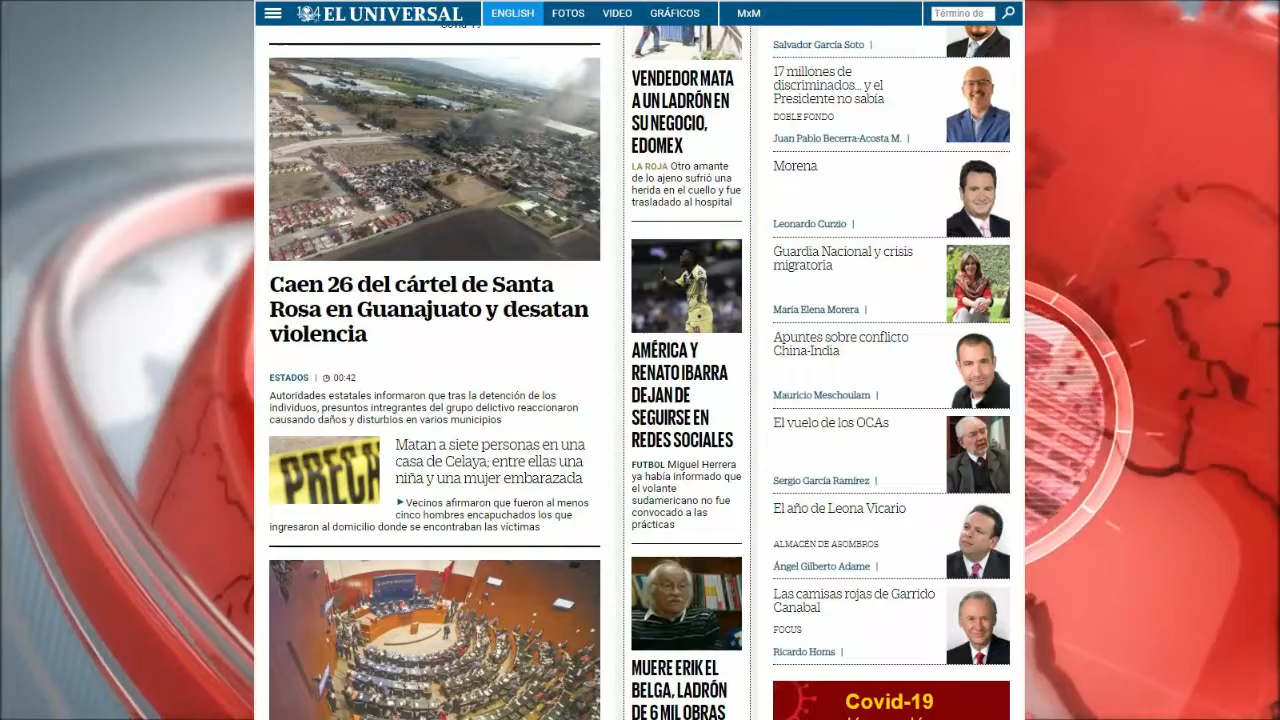 EL UNIVERSAL
ENGLISH
FOTOS
VIDEO
GRÁFICOS
MxM
Término de
Caen 26 del cártel de Santa
Rosa en Guanajuato y desatan
violencia
ESTADOS | 00:42
Autoridades estatales informaron que tras la detención de los
individuos, presuntos intregrantes del grupo delictivo reaccionaron
causando daños y disturbios en varios municipios
PRECA
Matan a siete personas en una
casa de Celaya; entre ellas una
niña y una mujer embarazada
Vecinos afirmaron que fueron al menos
cinco hombres encapuchados los que
ingresaron al domicilio donde se encontraban las víctimas
VENDEDOR MATA
A UN LADRÓN EN
SU NEGOCIO,
EDOMEX
LA ROJA Otro amante
de lo ajeno sufrió una
herida en el cuello y fue
trasladado al hospital
AMÉRICA Y
RENATO IBARRA
DEJAN DE
SEGUIRSE EN
REDES SOCIALES
FUTBOL Miguel Herrera
ya había informado que
el volante
sudamericano no fue
convocado a las
prácticas
MUERE ERIK EL
BELGA, LADRÓN
DE 6 MIL OBRAS
Salvador García Soto |
17 millones de
discriminados... y el
Presidente no sabía
DOBLE FONDO
Juan Pablo Becerra-Acosta M. |
Morena
Leonardo Curzio |
Guardia Nacional y crisis
migratoria
María Elena Morera |
Apuntes sobre conflicto
China-India
Mauricio Meschoulam |
El vuelo de los OCAs
Sergio García Ramírez |
El año de Leona Vicario
ALMACÉN DE ASOMBROS
Ángel Gilberto Adame |
Las camisas rojas de Garrido
Canabal
FOCUS
Ricardo Homs |
Covid-19